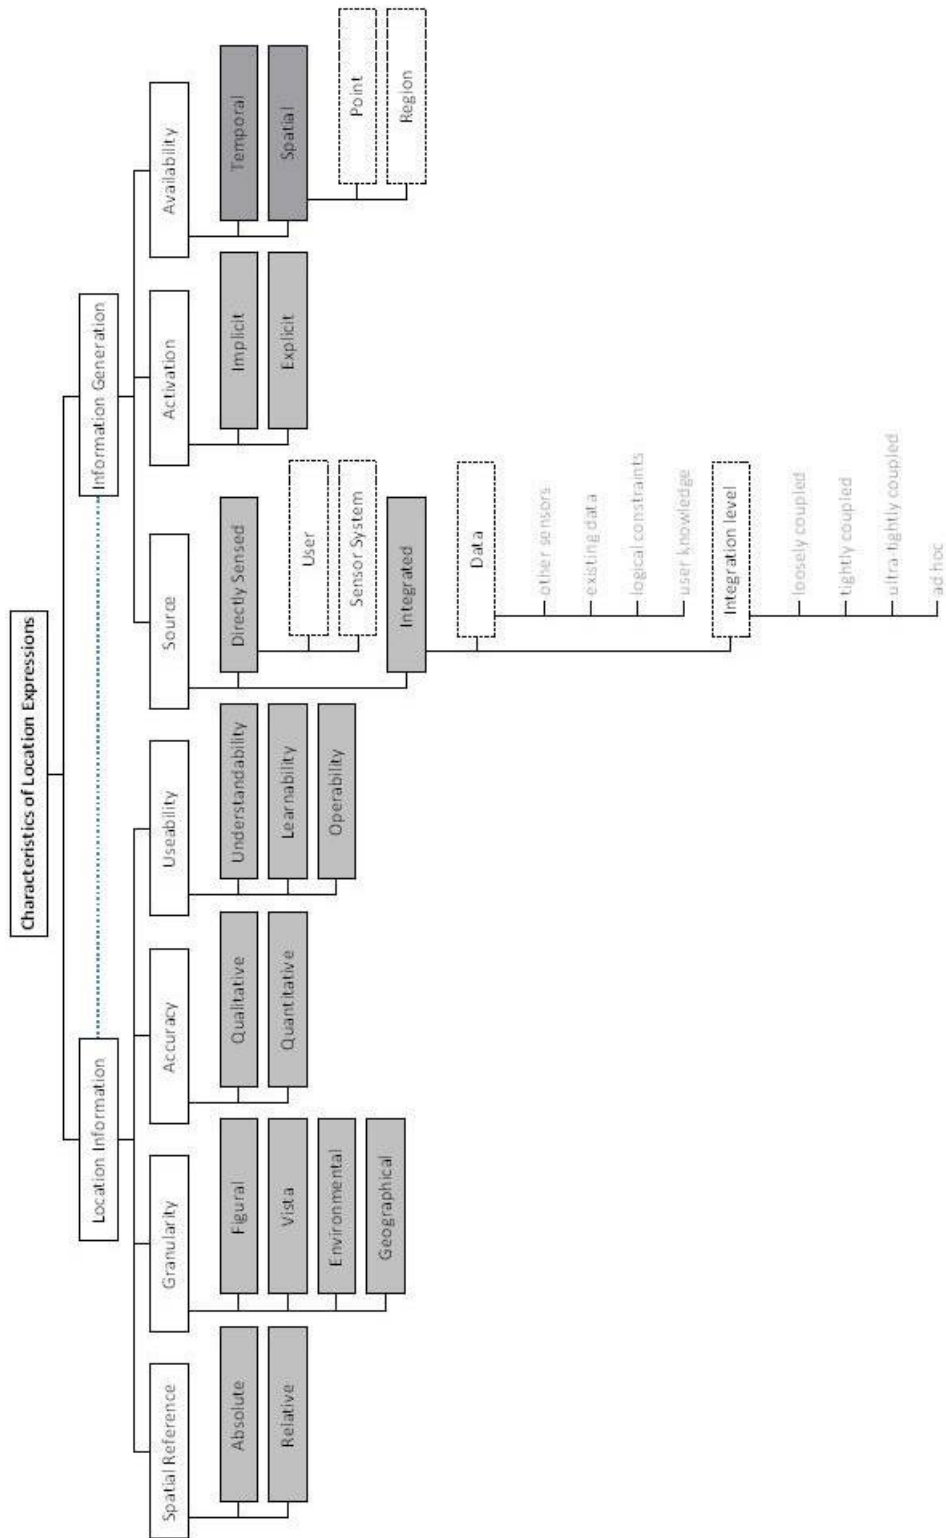 Characteristics of Location Expressions
Location Information
Information Generation
Spatial Reference
Absolute
Relative
Granularity
Figural
Vista
Environmental
Geographical
Accuracy
Qualitative
Quantitative
Useability
Understandability
Learnability
Operability
Source
Directly Sensed
User
Sensor System
Integrated
Data
other sensors
existing data
logical constraints
user knowledge
Integration level
loosely coupled
tightly coupled
ultra-tightly coupled
ad hoc
Activation
Implicit
Explicit
Availability
Temporal
Spatial
Point
Region